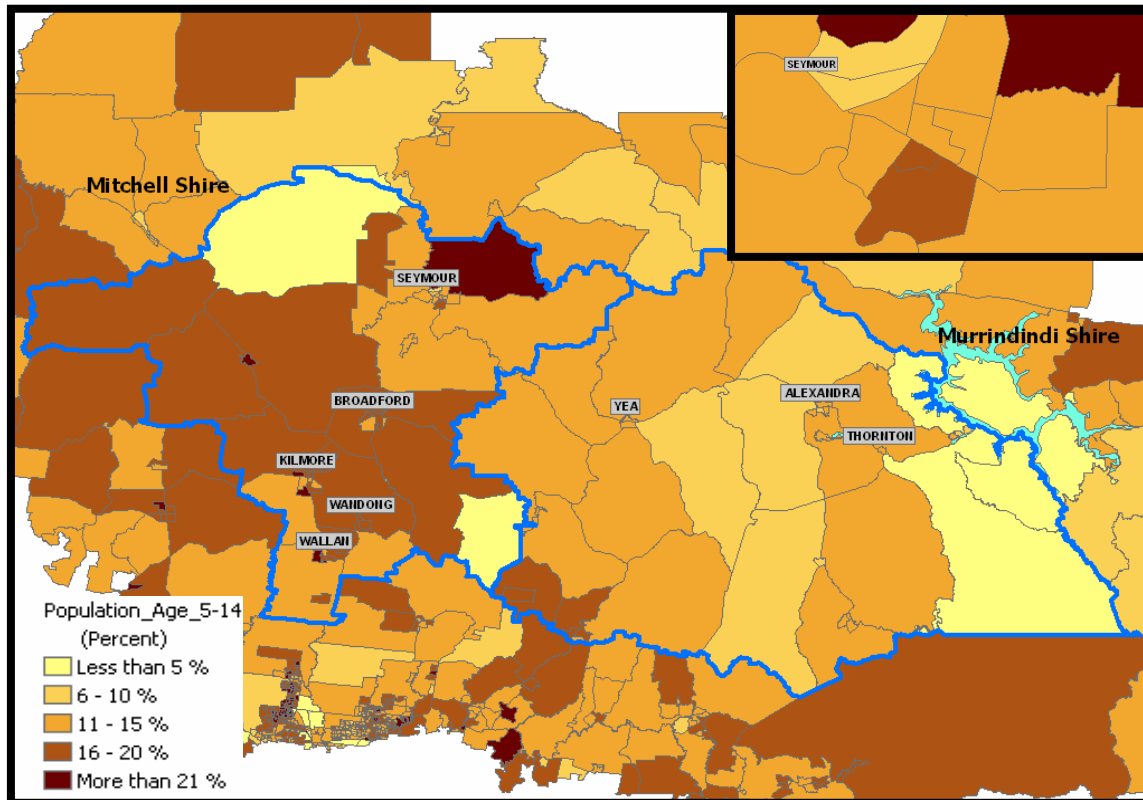 SEYMOUR
Mitchell Shire
SEYMOUR
Murrindindi Shire
BROADFORD
YEA
ALEXANDRA
THORNTON
KILMORE
WANDONG
WALLAN
Population_Age_5-14
(Percent)
Less than 5 %
6 - 10 %
11 - 15 %
16 - 20 %
More than 21 %